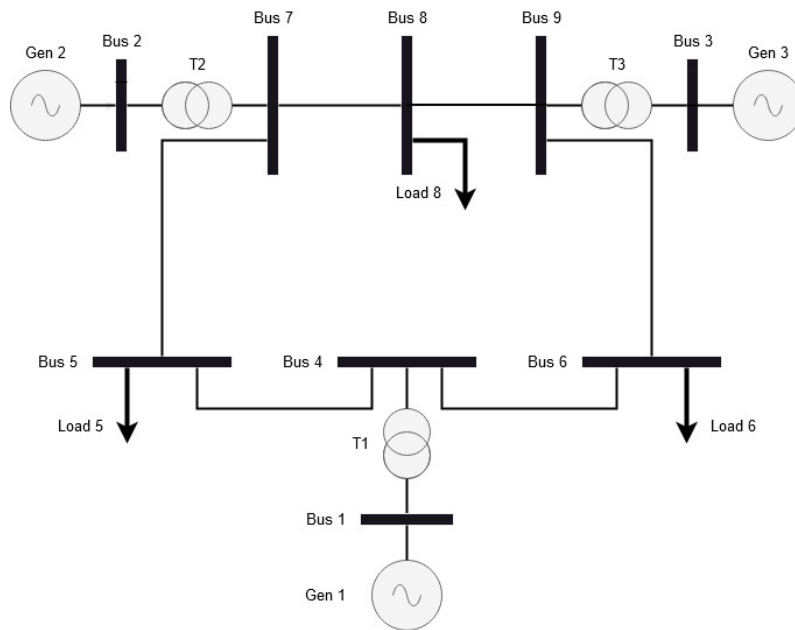 Bus 7
Bus 8
Bus 9
Bus 2
Bus 3
Gen 2
T2
T3
Gen 3
Load 8
Bus 5
Bus 4
Bus 6
Load 5
Load 6
T1
Bus 1
Gen 1